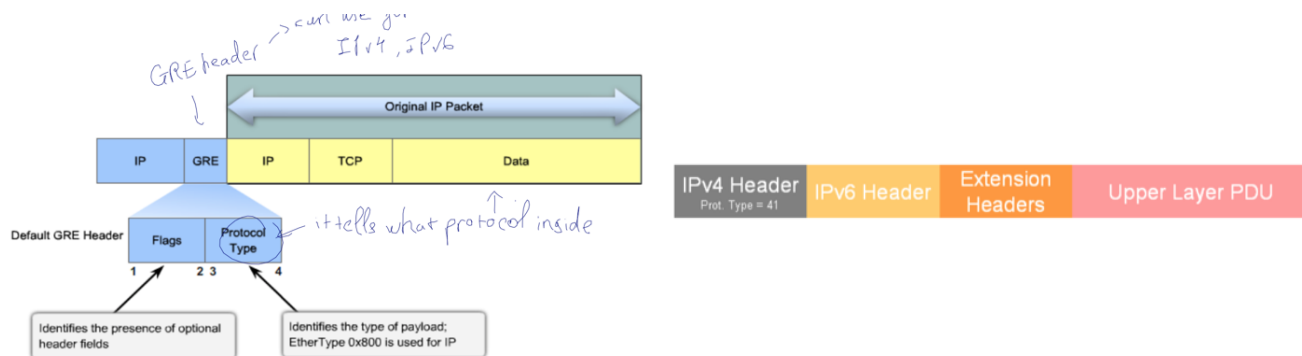 can use
IPv4, IPv6
GRE header
Original IP Packet
IP GRE IP TCP Data
it tells what protocol inside
Default GRE Header Flags Protocol Type
1 2 3 4
Identifies the presence of optional
header fields
Identifies the type of payload;
EtherType 0x800 is used for IP
IPv4 Header
Prot. Type = 41
IPv6 Header
Extension
Headers
Upper Layer PDU